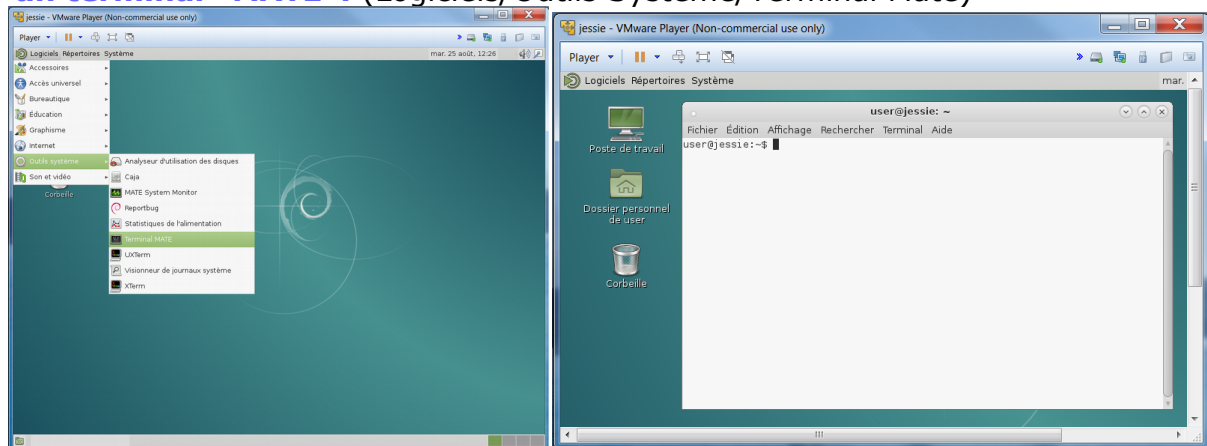 un terminal "MATE" : (Logiciels/Outils Système/Terminal Mate)
jessie - VMware Player (Non-commercial use only)
Player
Logiciels Répertoires Système mar. 25 août, 12:26
Accessoires
Accès universel
Bureautique
Éducation
Graphisme
Internet
Outils système
Son et vidéo
Corbeille
Analyseur d'utilisation des disques
Caja
MATE System Monitor
Reportbug
Statistiques de l'alimentation
Terminal MATE
UXTerm
Visionneur de journaux système
XTerm
jessie - VMware Player (Non-commercial use only)
Player
Logiciels Répertoires Système mar.
Poste de travail
Dossier personnel
de user
Corbeille
user@jessie: ~
Fichier Édition Affichage Rechercher Terminal Aide
user@jessie:~$